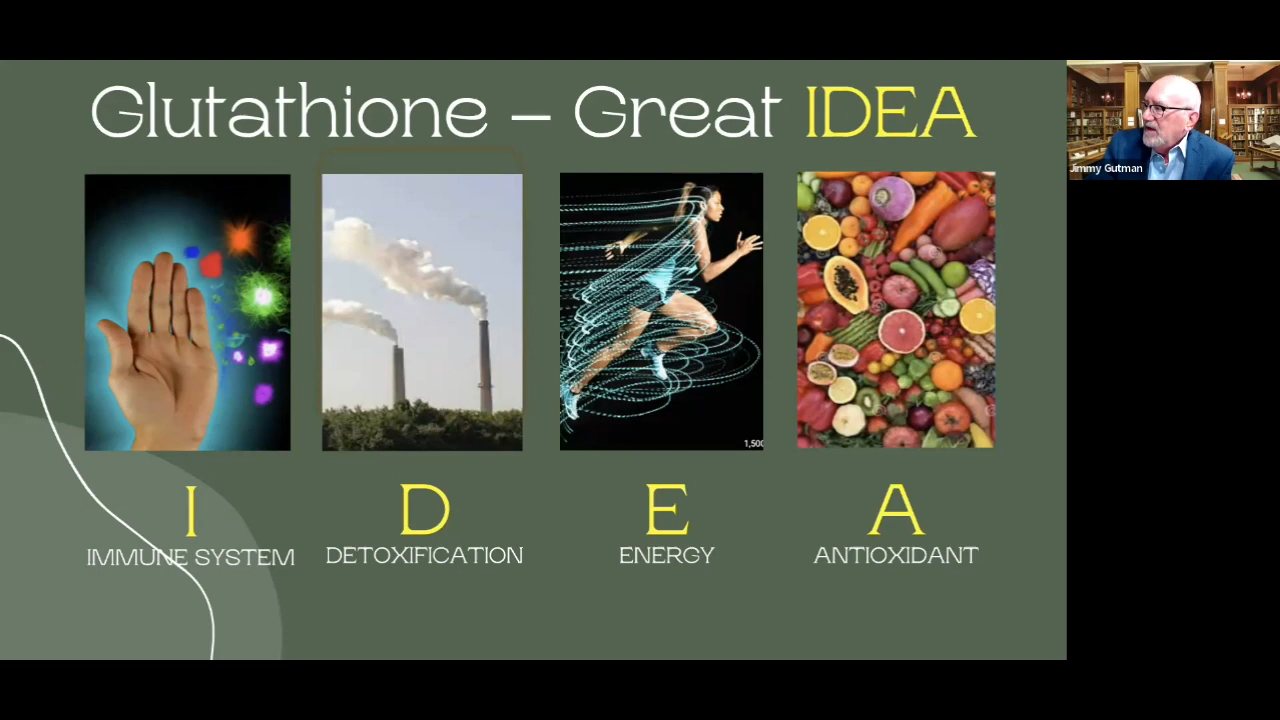 Glutathione – Great IDEA
Jimmy Gutman
1,500
I D E A
IMMUNE SYSTEM DETOXIFICATION ENERGY ANTIOXIDANT